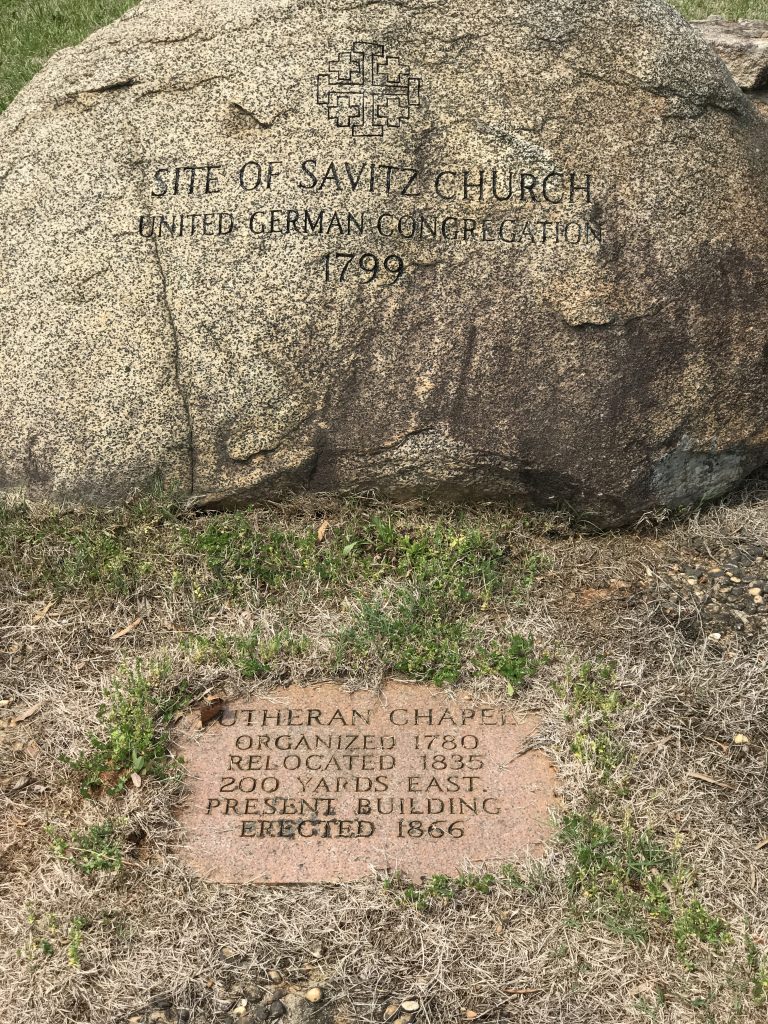 SITE OF SAVITZ CHURCH
UNITED GERMAN CONGREGATION
1799
LUTHERAN CHAPEL
ORGANIZED 1780
RELOCATED 1835
200 YARDS EAST.
PRESENT BUILDING
ERECTED 1866